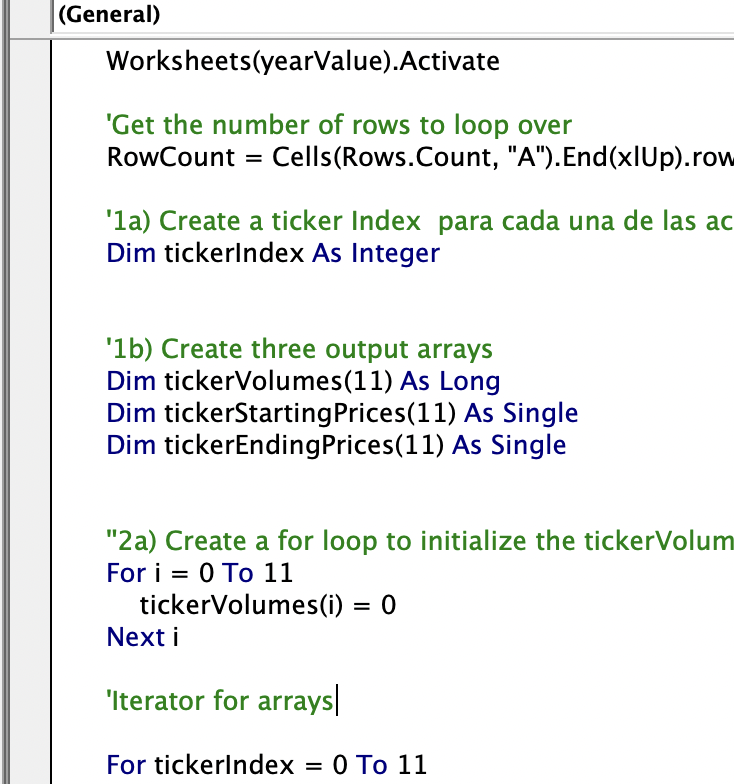 (General)
Worksheets(yearValue).Activate
'Get the number of rows to loop over
RowCount = Cells(Rows.Count, "A").End(xlUp).row
'1a) Create a ticker Index  para cada una de las ac
Dim tickerIndex As Integer
'1b) Create three output arrays
Dim tickerVolumes(11) As Long
Dim tickerStartingPrices(11) As Single
Dim tickerEndingPrices(11) As Single
''2a) Create a for loop to initialize the tickerVolum
For i = 0 To 11
tickerVolumes(i) = 0
Next i
'Iterator for arrays
For tickerIndex = 0 To 11